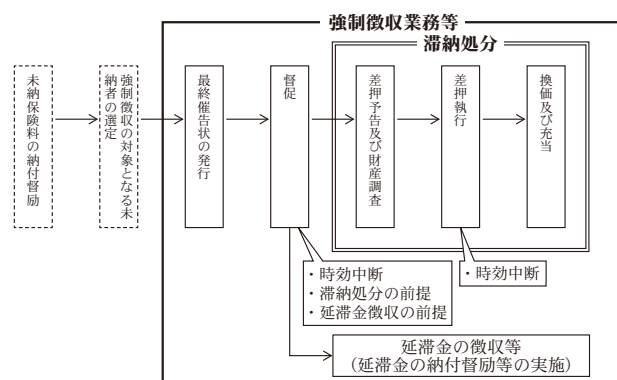 強制徴収業務等
滞納処分
未納保険料の納付督励
強制徴収の対象となる未
納者の選定
最終催告状の発行
督促
差押予告及び財産調査
差押執行
換価及び充当
・時効中断
・滞納処分の前提
・延滞金徴収の前提
・時効中断
延滞金の徴収等
(延滞金の納付督励等の実施)